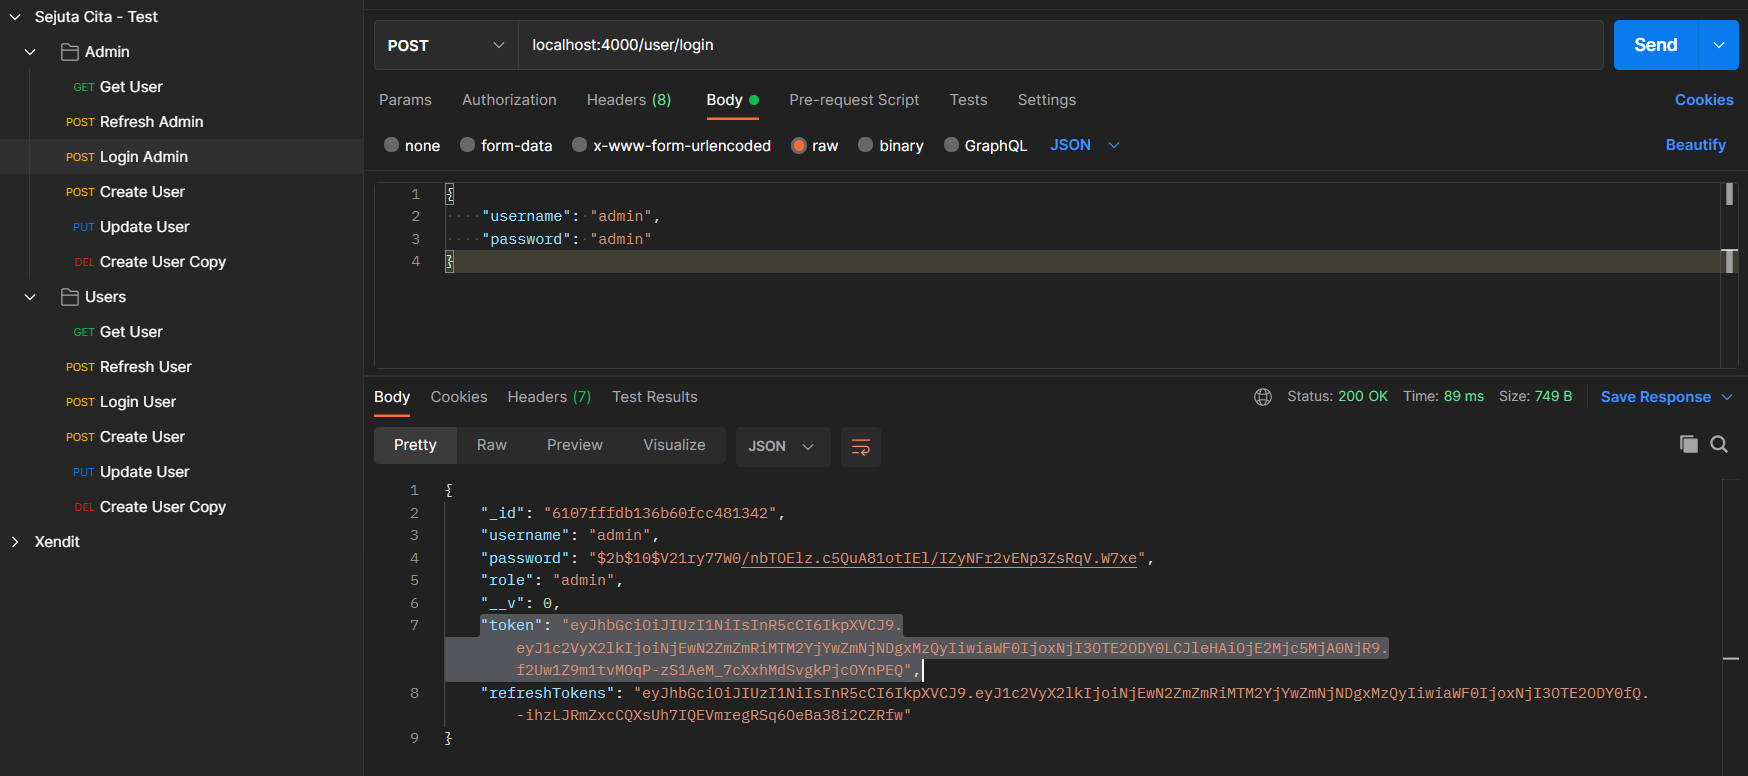 Sejuta Cita - Test
Admin
GET Get User
POST Refresh Admin
POST Login Admin
POST Create User
PUT Update User
DEL Create User Copy
Users
GET Get User
POST Refresh User
POST Login User
POST Create User
PUT Update User
DEL Create User Copy
Xendit
POST localhost:4000/user/login Send
Params Authorization Headers (8) Body Pre-request Script Tests Settings Cookies
none form-data x-www-form-urlencoded raw binary GraphQL JSON Beautify
1 {
2 "username": "admin",
3 "password": "admin"
4 }
Body Cookies Headers (7) Test Results Status: 200 OK Time: 89 ms Size: 749 B Save Response
Pretty Raw Preview Visualize JSON
1 {
2 "_id": "6107fffdb136b60fcc481342",
3 "username": "admin",
4 "password": "$2b$10$V21ry77W0/nbTOElz.c5QuA81otIEl/IZyNFr2vENp3ZsRqV.W7xe",
5 "role": "admin",
6 "__v": 0,
7 "token": "eyJhbGciOiJIUzI1NiIsInR5cCI6IkpXVCJ9.
eyJ1c2VyX2lkIjoiNjEwN2ZmZmRiMTM2YjYwZmNjNDgxMzQyIiwiaWF0IjoxNjI3OTE2ODY0LCJleHAiOjE2Mjc5MjA0NjR9.
f2Uw1Z9m1tvMOqP-zS1AeM_7cXxhMdSvgkPjcOYnPEQ",
8 "refreshTokens": "eyJhbGciOiJIUzI1NiIsInR5cCI6IkpXVCJ9.eyJ1c2VyX2lkIjoiNjEwN2ZmZmRiMTM2YjYwZmNjNDgxMzQyIiwiaWF0IjoxNjI3OTE2ODY0fQ.
-ihzLJRmZxcCQXsUh7IQEVmregRSq6OeBa38i2CZRfw"
9 }